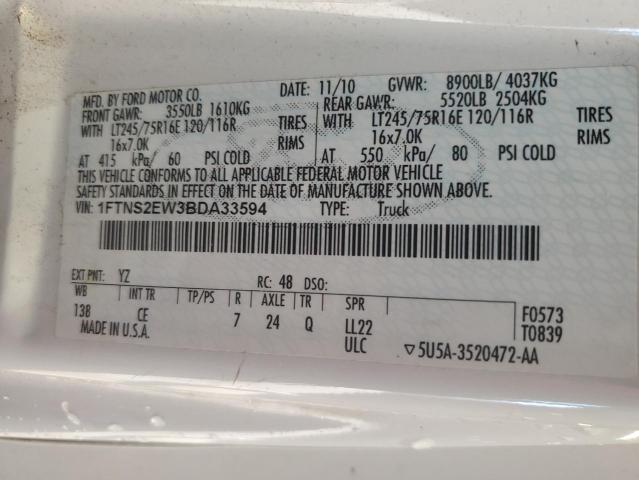 MFD. BY FORD MOTOR CO.
DATE: 11/10 GVWR: 8900LB/ 4037KG
FRONT GAWR: 3550LB 1610KG
REAR GAWR: 5520LB 2504KG
WITH LT245/75R16E 120/116R TIRES
WITH LT245/75R16E 120/116R TIRES
16x7.0K RIMS
16x7.0K RIMS
AT 415 kPa/ 60 PSI COLD
AT 550 kPa/ 80 PSI COLD
THIS VEHICLE CONFORMS TO ALL APPLICABLE FEDERAL MOTOR VEHICLE
SAFETY STANDARDS IN EFFECT ON THE DATE OF MANUFACTURE SHOWN ABOVE.
VIN: 1FTNS2EW3BDA33594 TYPE: Truck
EXT PNT: YZ RC: 48 DSO:
WB INT TR TP/PS R AXLE TR SPR F0573
138 CE 7 24 Q LL22 T0839
MADE IN U.S.A. ULC ▽5U5A-3520472-AA